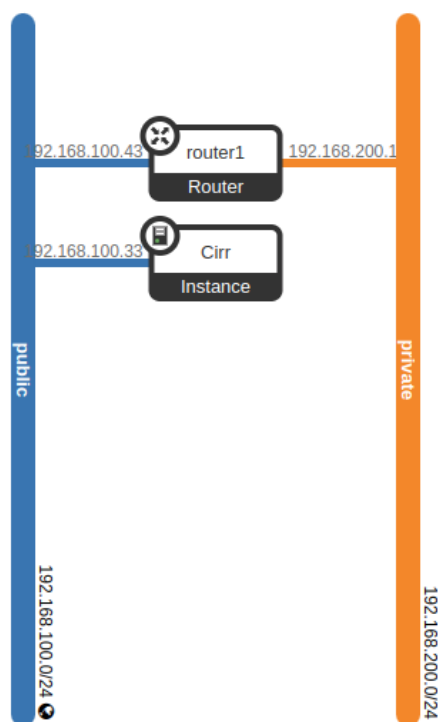 192.168.100.43
router1
192.168.200.1
Router
192.168.100.33
Cirr
Instance
public
private
192.168.100.0/24
192.168.200.0/24